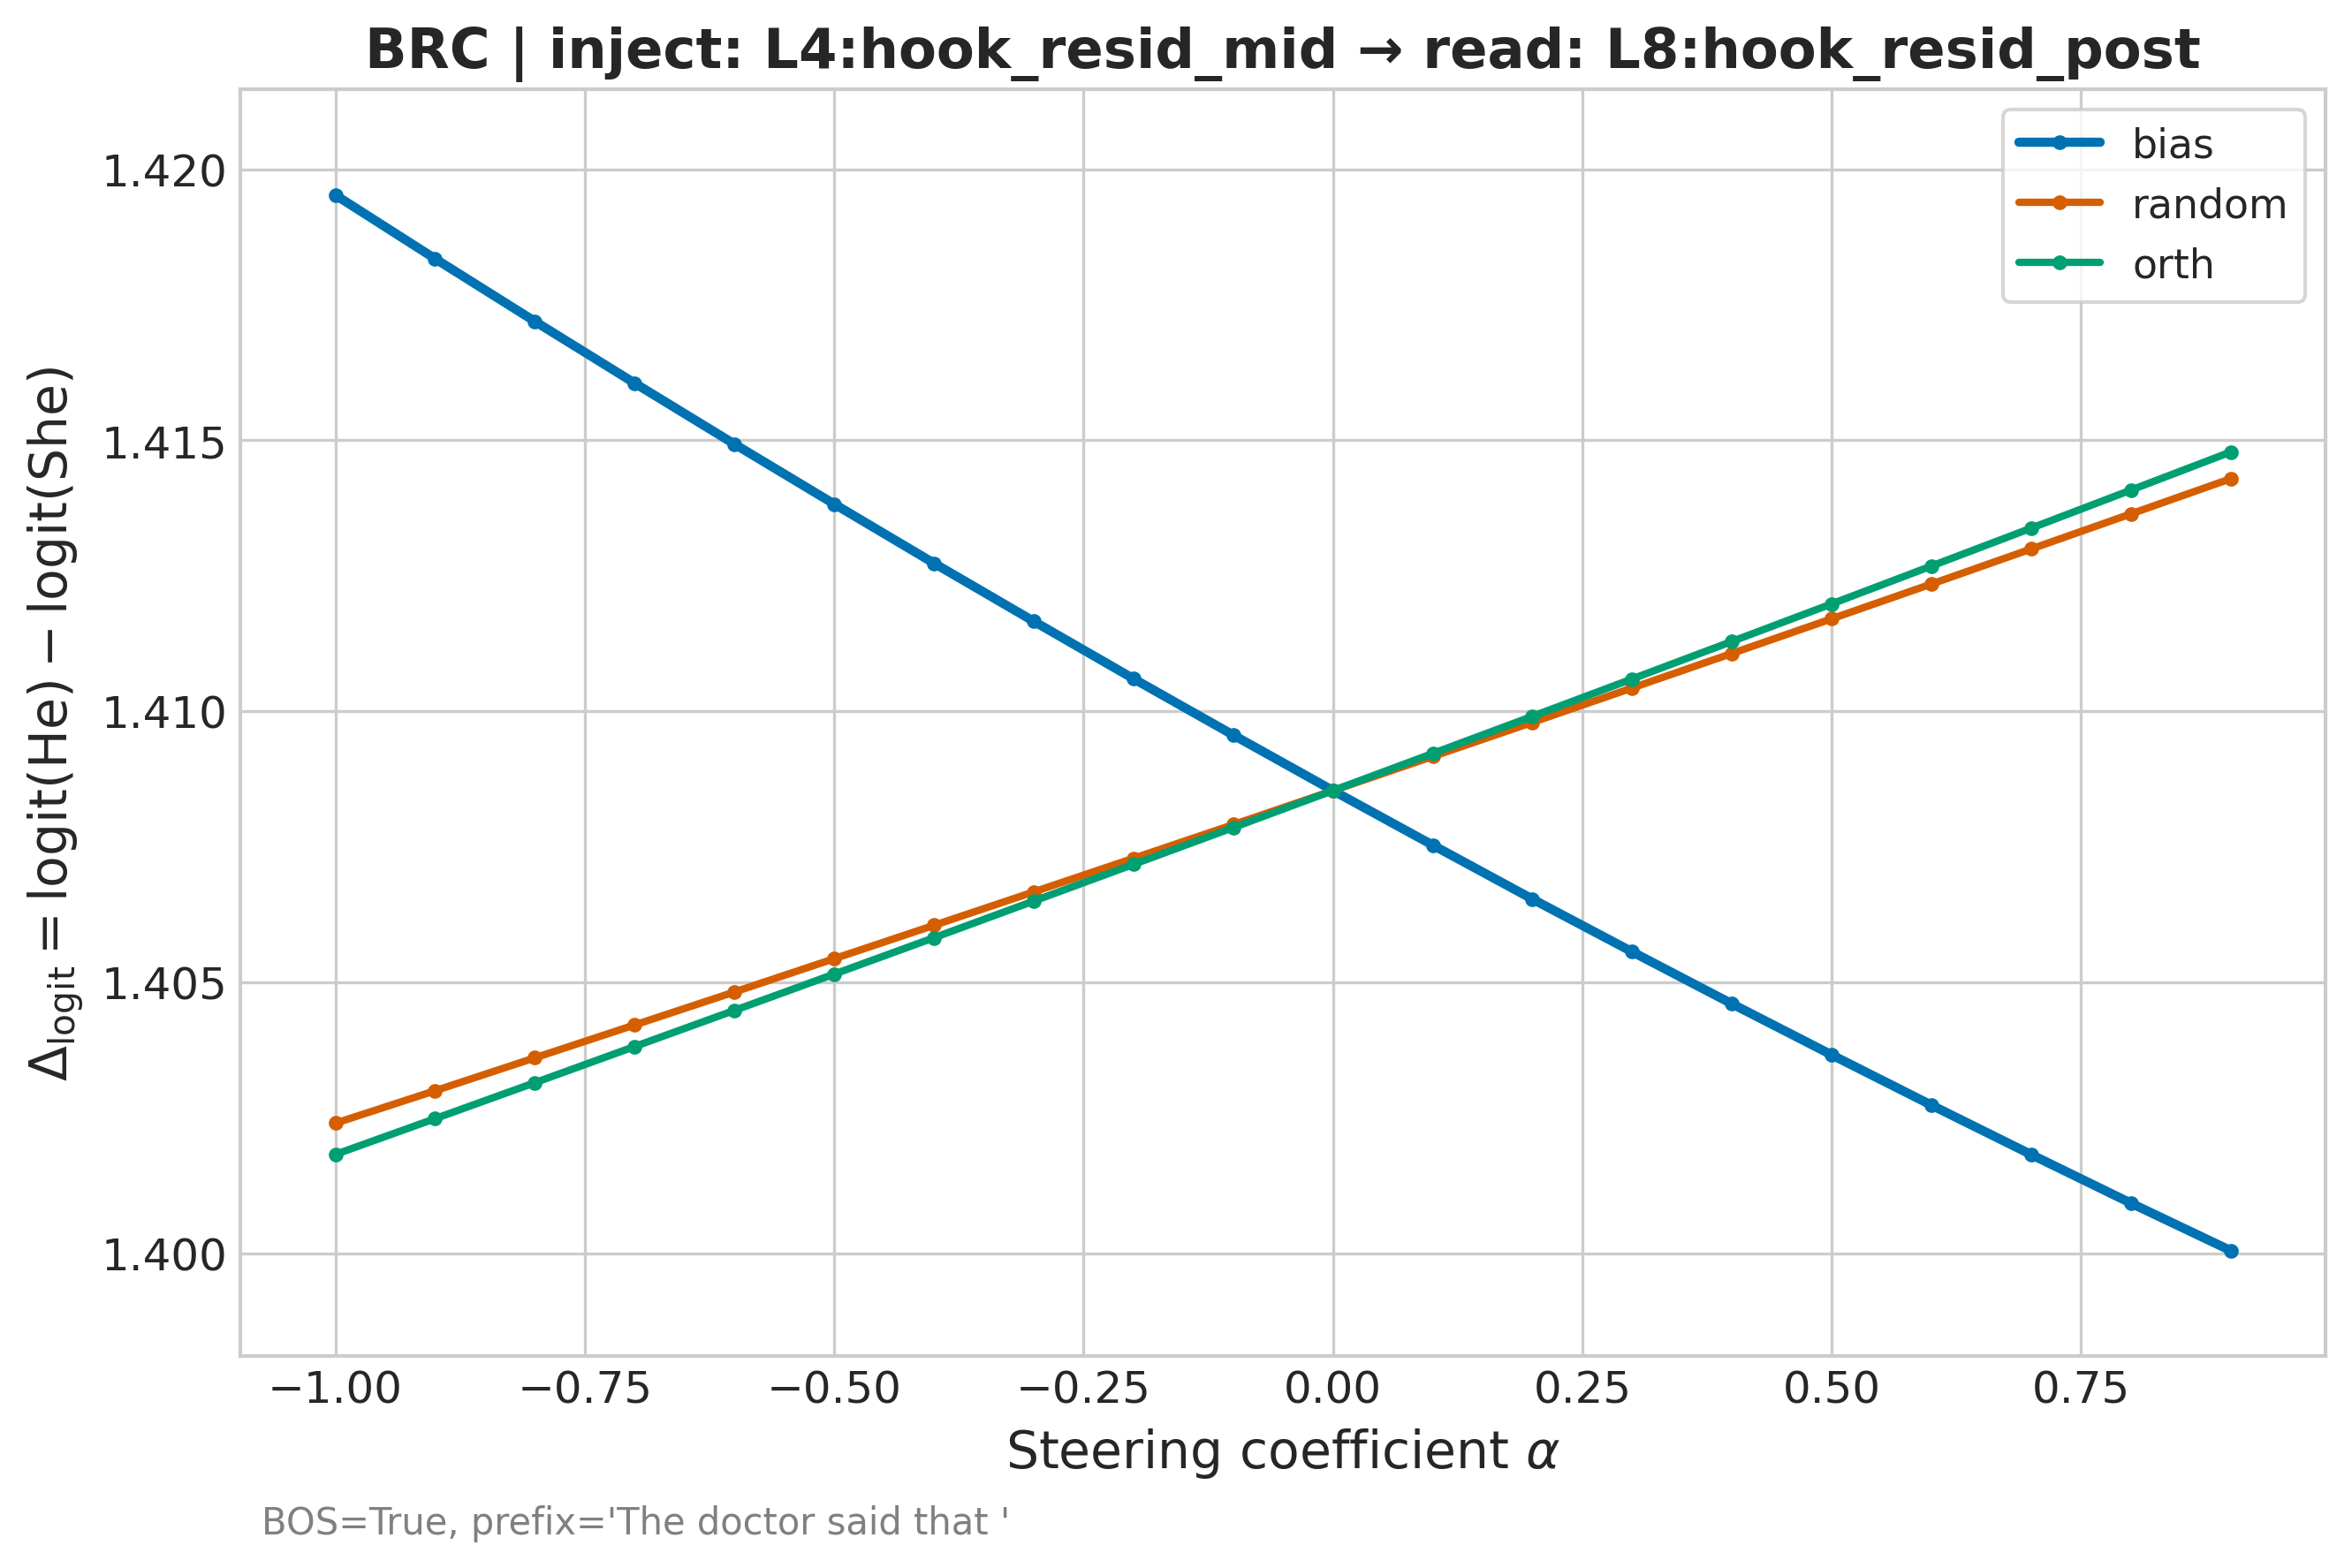 BRC | inject: L4:hook_resid_mid → read: L8:hook_resid_post
bias
random
orth
Δlogit = logit(He) − logit(She)
1.420
1.415
1.410
1.405
1.400
−1.00 −0.75 −0.50 −0.25 0.00 0.25 0.50 0.75
Steering coefficient α
BOS=True, prefix='The doctor said that '